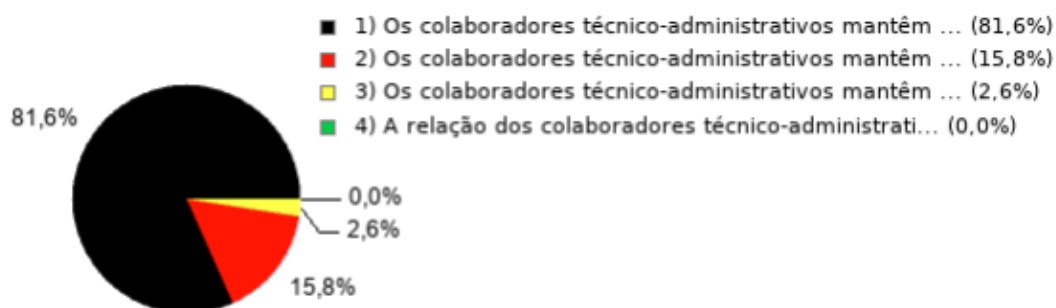 1) Os colaboradores técnico-administrativos mantêm ... (81,6%)
2) Os colaboradores técnico-administrativos mantêm ... (15,8%)
3) Os colaboradores técnico-administrativos mantêm ... (2,6%)
4) A relação dos colaboradores técnico-administrati... (0,0%)
81,6%
0,0%
2,6%
15,8%